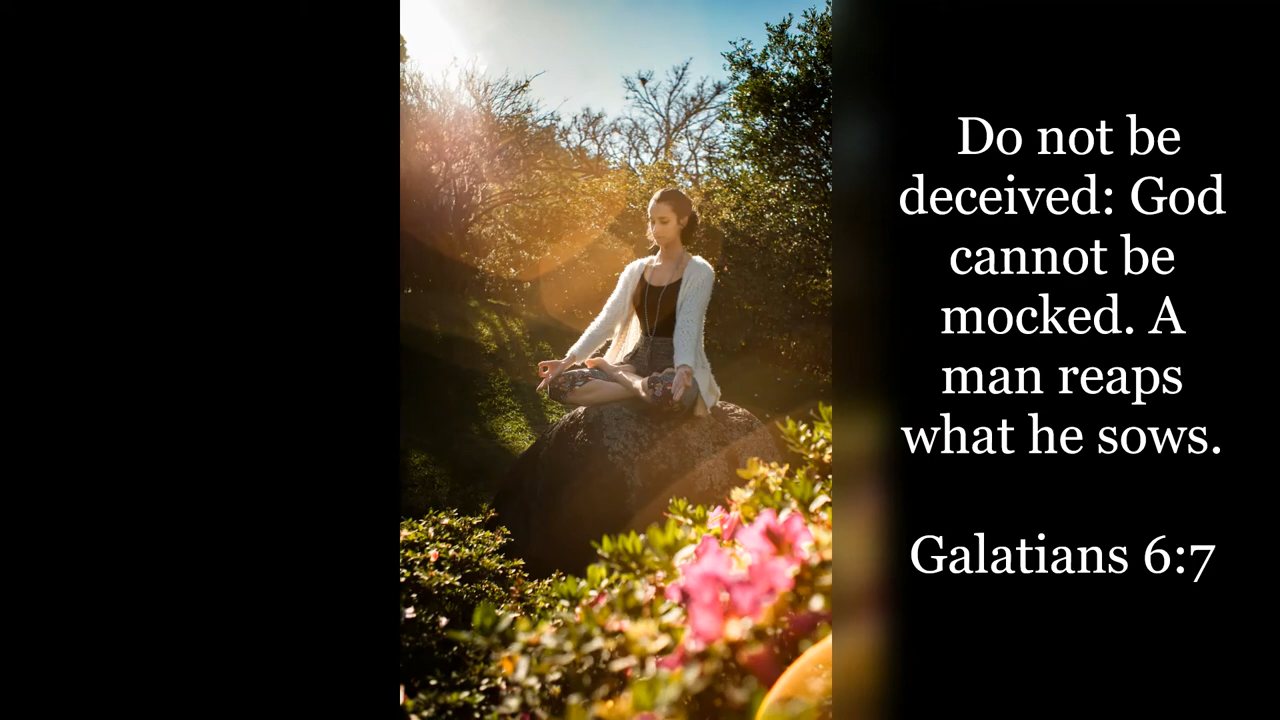 Do not be
deceived: God
cannot be
mocked. A
man reaps
what he sows.
Galatians 6:7